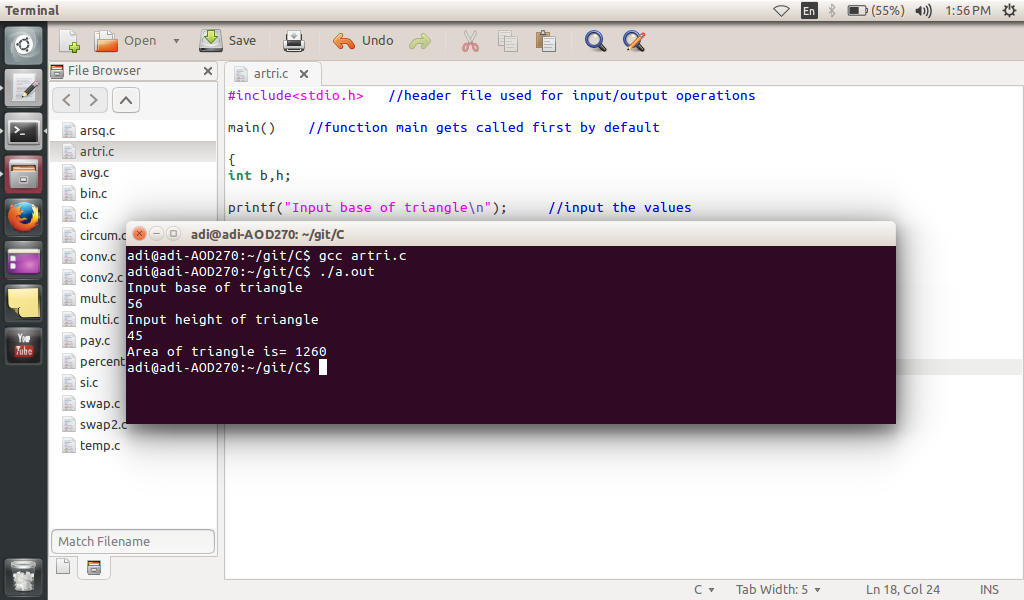 Terminal
En
(55%)
1:56 PM
Open
Save
Undo
File Browser
artri.c
arsq.c
artri.c
avg.c
bin.c
ci.c
circum.c
conv.c
conv2.c
mult.c
multi.c
pay.c
percent
si.c
swap.c
swap2.c
temp.c
Match Filename
You
Tube
#include<stdio.h> //header file used for input/output operations
main() //function main gets called first by default
{
int b,h;
printf("Input base of triangle\n"); //input the values
adi@adi-AOD270: ~/git/C
adi@adi-AOD270:~/git/C$ gcc artri.c
adi@adi-AOD270:~/git/C$ ./a.out
Input base of triangle
56
Input height of triangle
45
Area of triangle is= 1260
adi@adi-AOD270:~/git/C$
C
Tab Width: 5
Ln 18, Col 24
INS